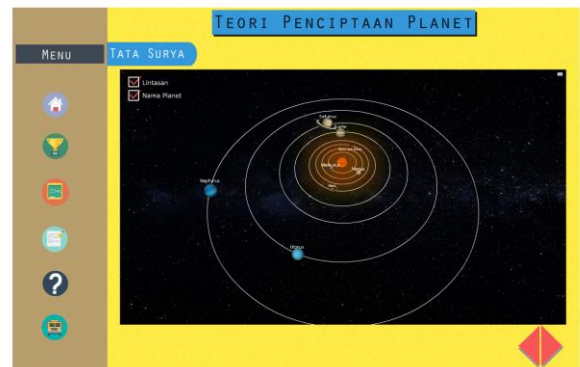 Teori Penciptaan Planet
Menu
Tata Surya
Lintasan
Nama Planet
Saturnus
Neptunus
Uranus